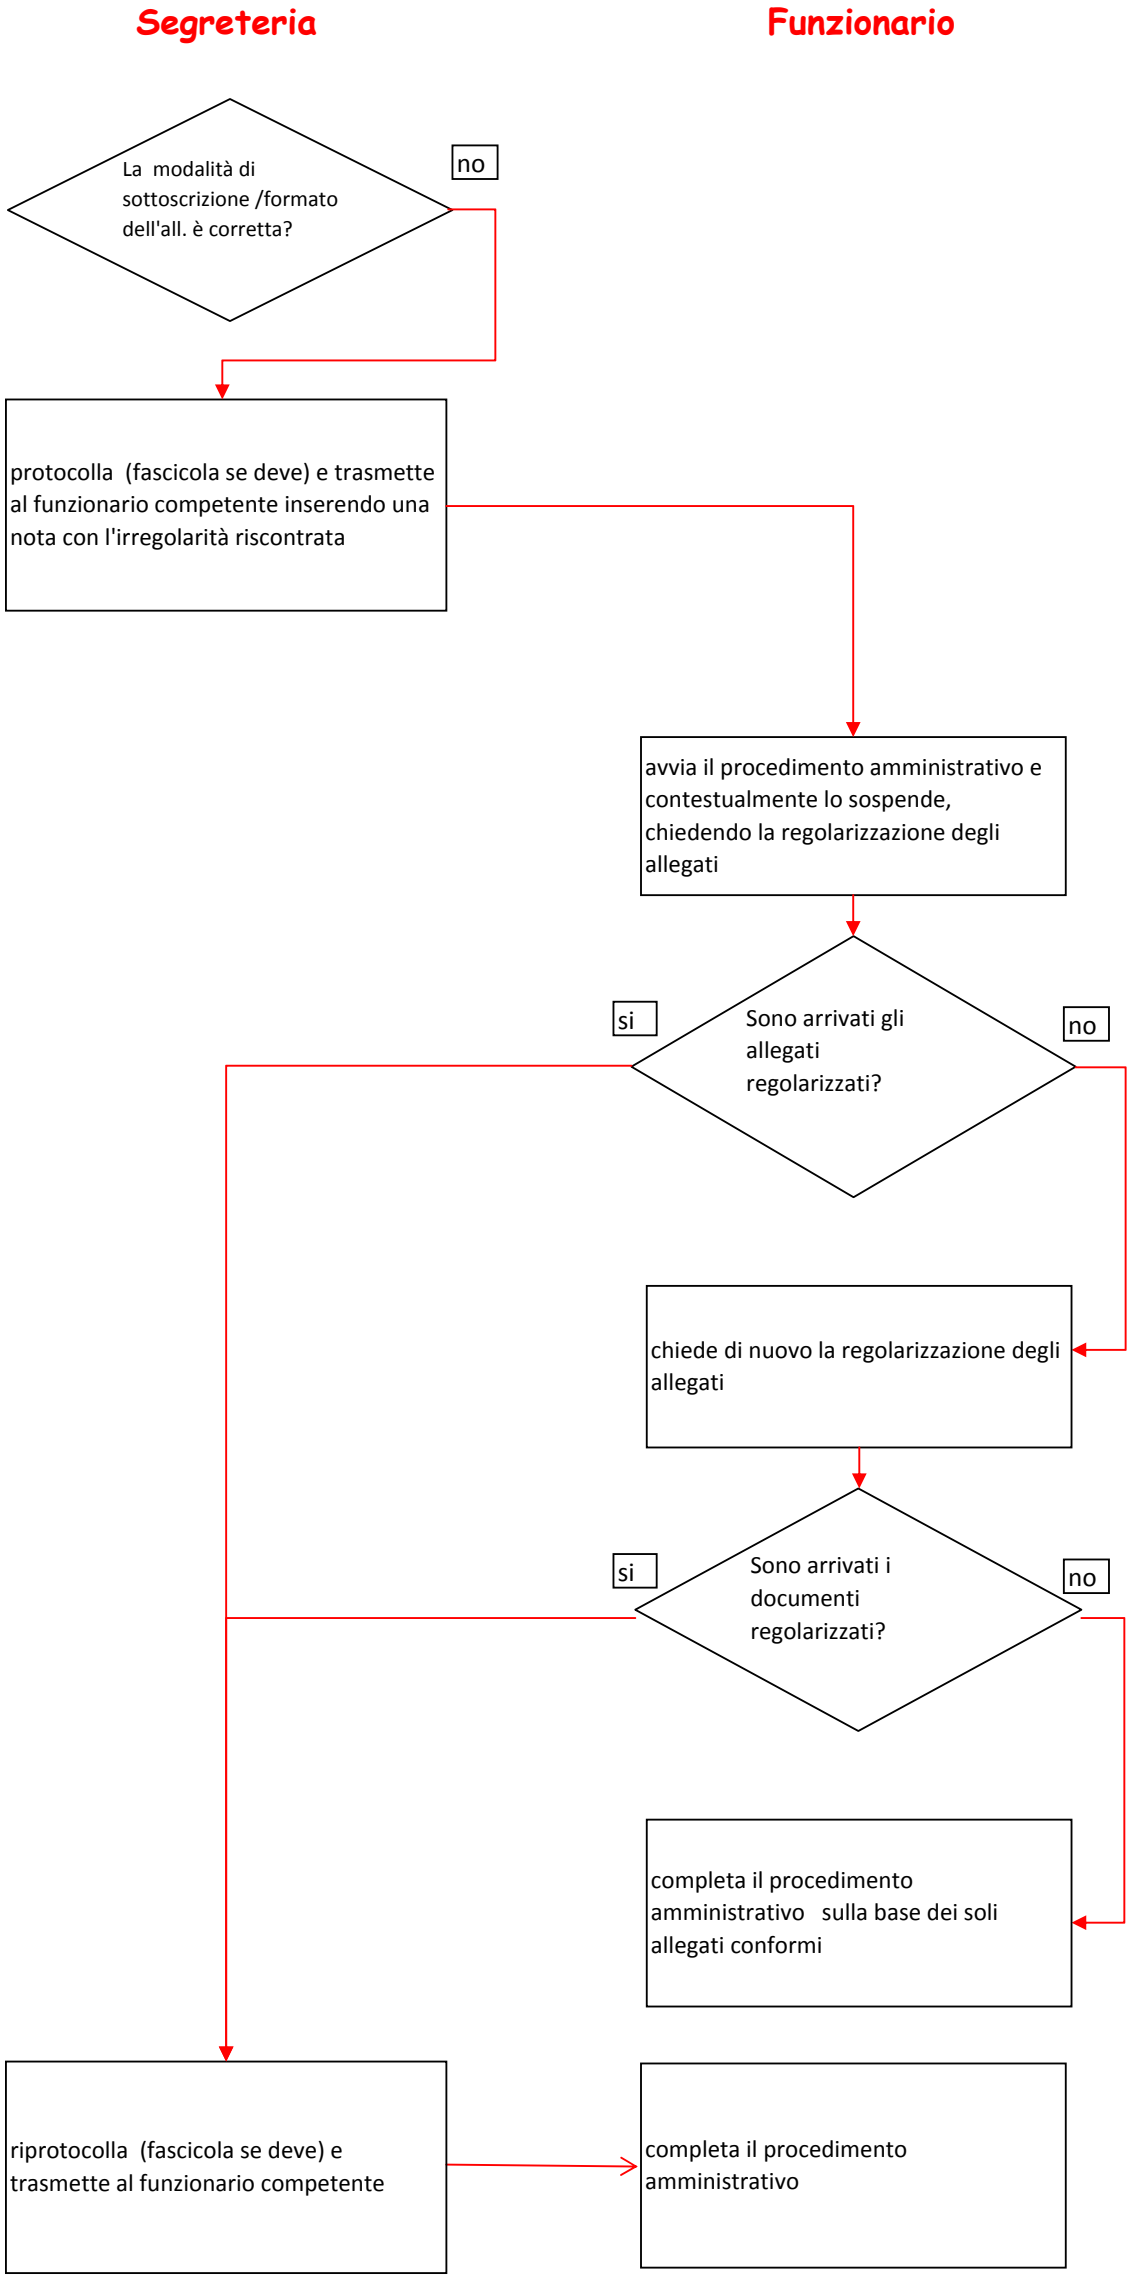 Segreteria
Funzionario
La modalità di
sottoscrizione /formato
dell'all. è corretta?
no
protocolla (fascicola se deve) e trasmette
al funzionario competente inserendo una
nota con l'irregolarità riscontrata
avvia il procedimento amministrativo e
contestualmente lo sospende,
chiedendo la regolarizzazione degli
allegati
si
Sono arrivati gli
allegati
regolarizzati?
no
chiede di nuovo la regolarizzazione degli
allegati
si
Sono arrivati i
documenti
regolarizzati?
no
completa il procedimento
amministrativo sulla base dei soli
allegati conformi
riprotocolla (fascicola se deve) e
trasmette al funzionario competente
completa il procedimento
amministrativo